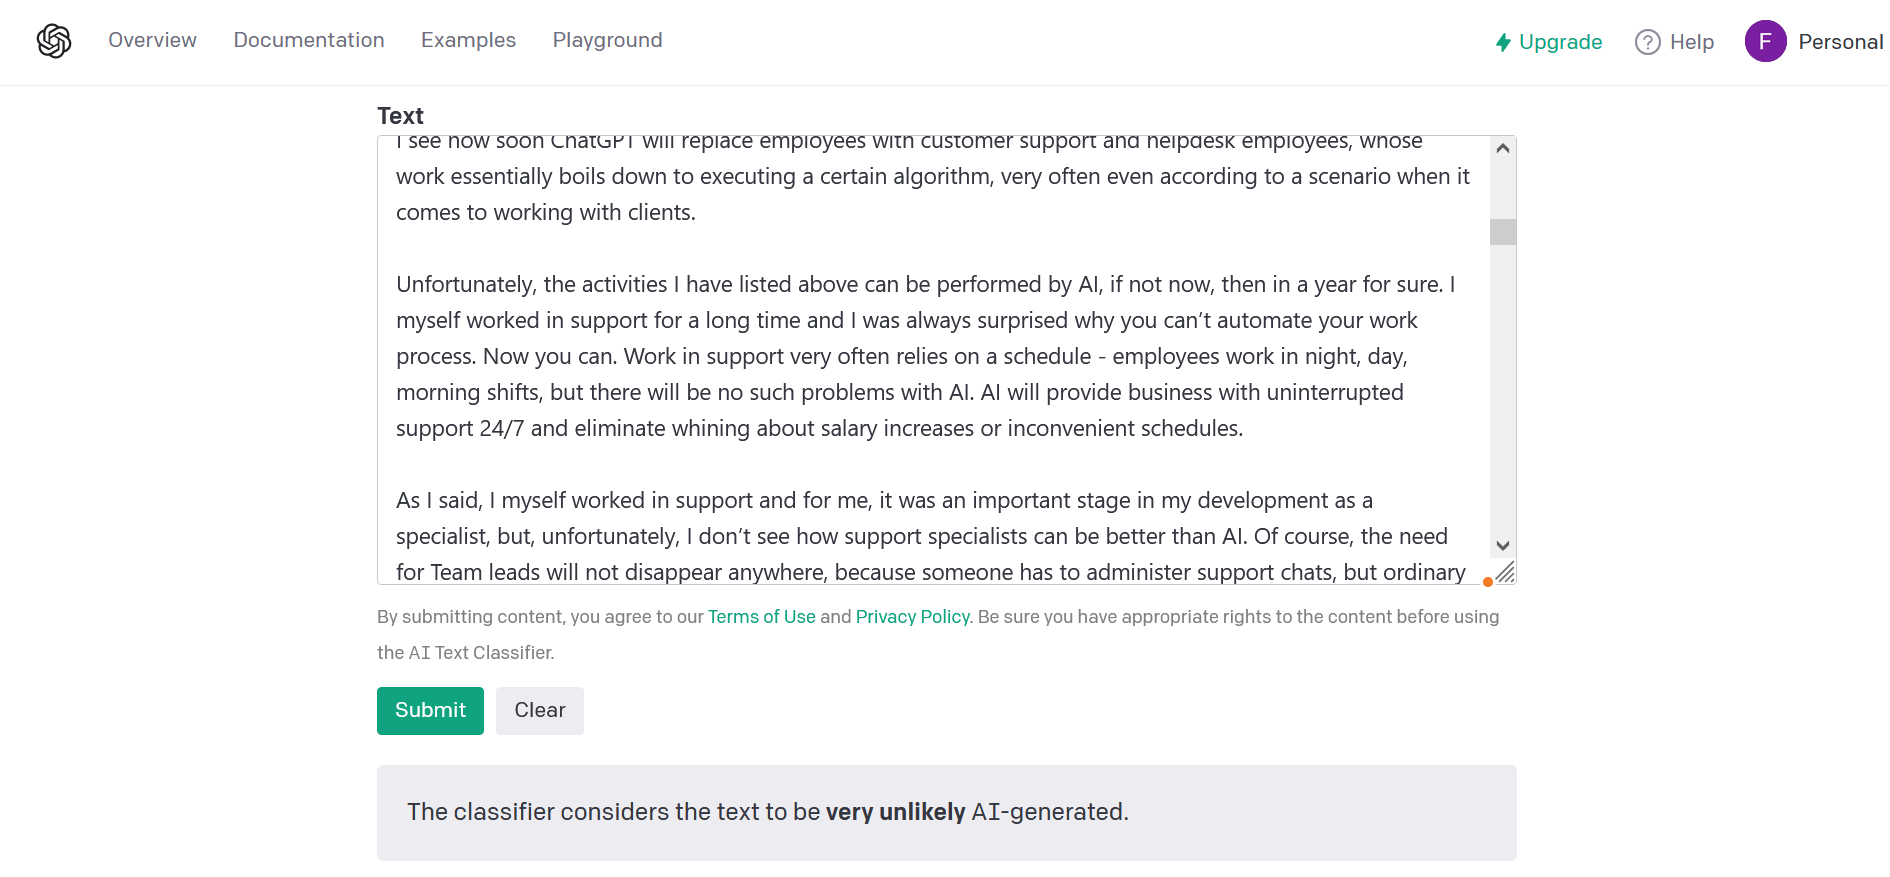 Overview Documentation Examples Playground Upgrade ? Help F Personal
Text
I see how soon ChatGPT will replace employees with customer support and helpdesk employees, whose
work essentially boils down to executing a certain algorithm, very often even according to a scenario when it
comes to working with clients.
Unfortunately, the activities I have listed above can be performed by AI, if not now, then in a year for sure. I
myself worked in support for a long time and I was always surprised why you can’t automate your work
process. Now you can. Work in support very often relies on a schedule - employees work in night, day,
morning shifts, but there will be no such problems with AI. AI will provide business with uninterrupted
support 24/7 and eliminate whining about salary increases or inconvenient schedules.
As I said, I myself worked in support and for me, it was an important stage in my development as a
specialist, but, unfortunately, I don’t see how support specialists can be better than AI. Of course, the need
for Team leads will not disappear anywhere, because someone has to administer support chats, but ordinary
By submitting content, you agree to our Terms of Use and Privacy Policy. Be sure you have appropriate rights to the content before using
the AI Text Classifier.
Submit Clear
The classifier considers the text to be very unlikely AI-generated.